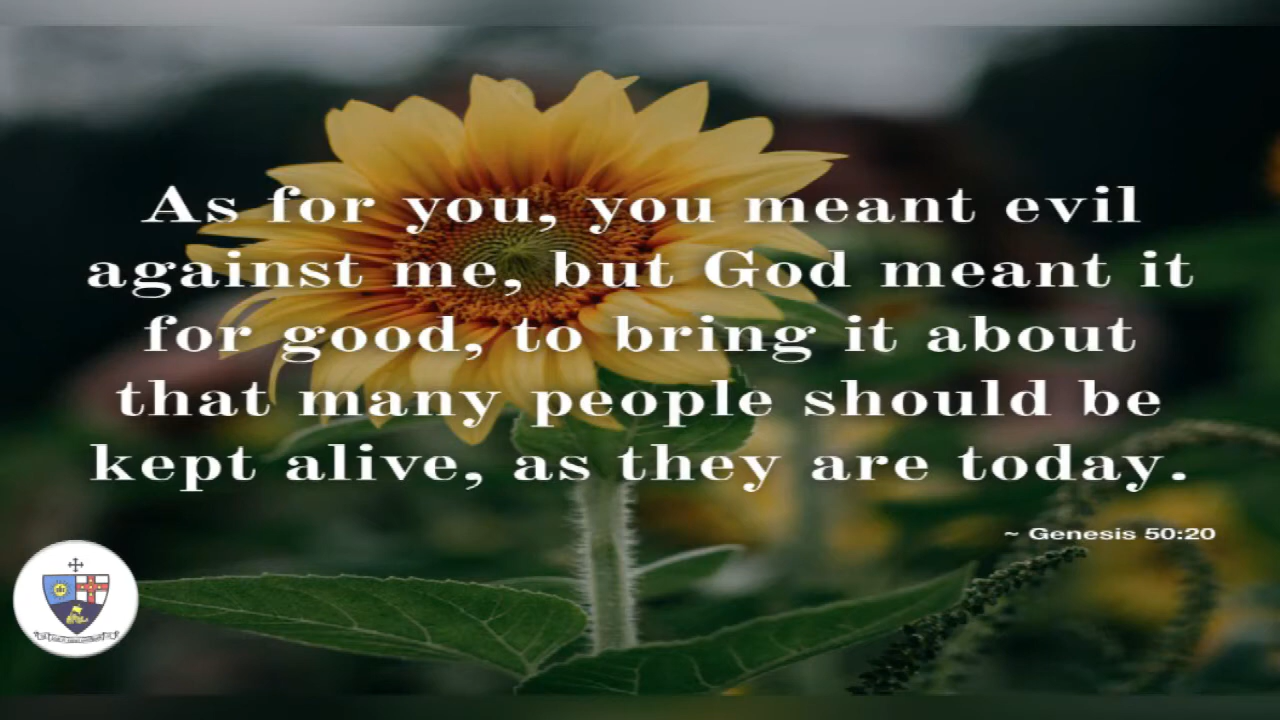 As for you, you meant evil
against me, but God meant it
for good, to bring it about
that many people should be
kept alive, as they are today.
~ Genesis 50:20